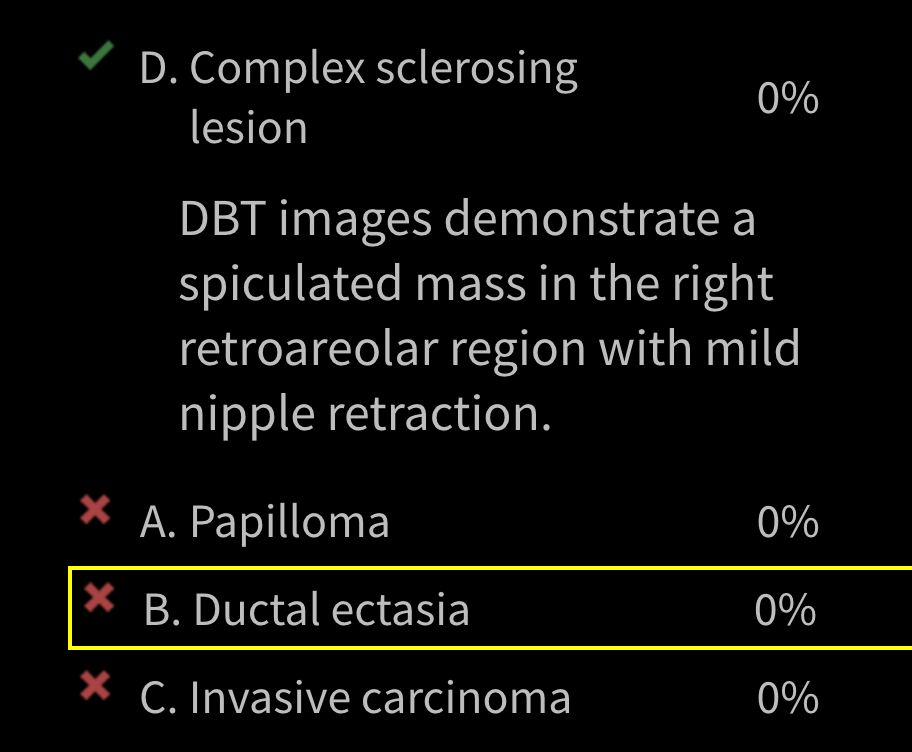 D. Complex sclerosing
lesion
0%
DBT images demonstrate a
spiculated mass in the right
retroareolar region with mild
nipple retraction.
A. Papilloma 0%
B. Ductal ectasia 0%
C. Invasive carcinoma 0%